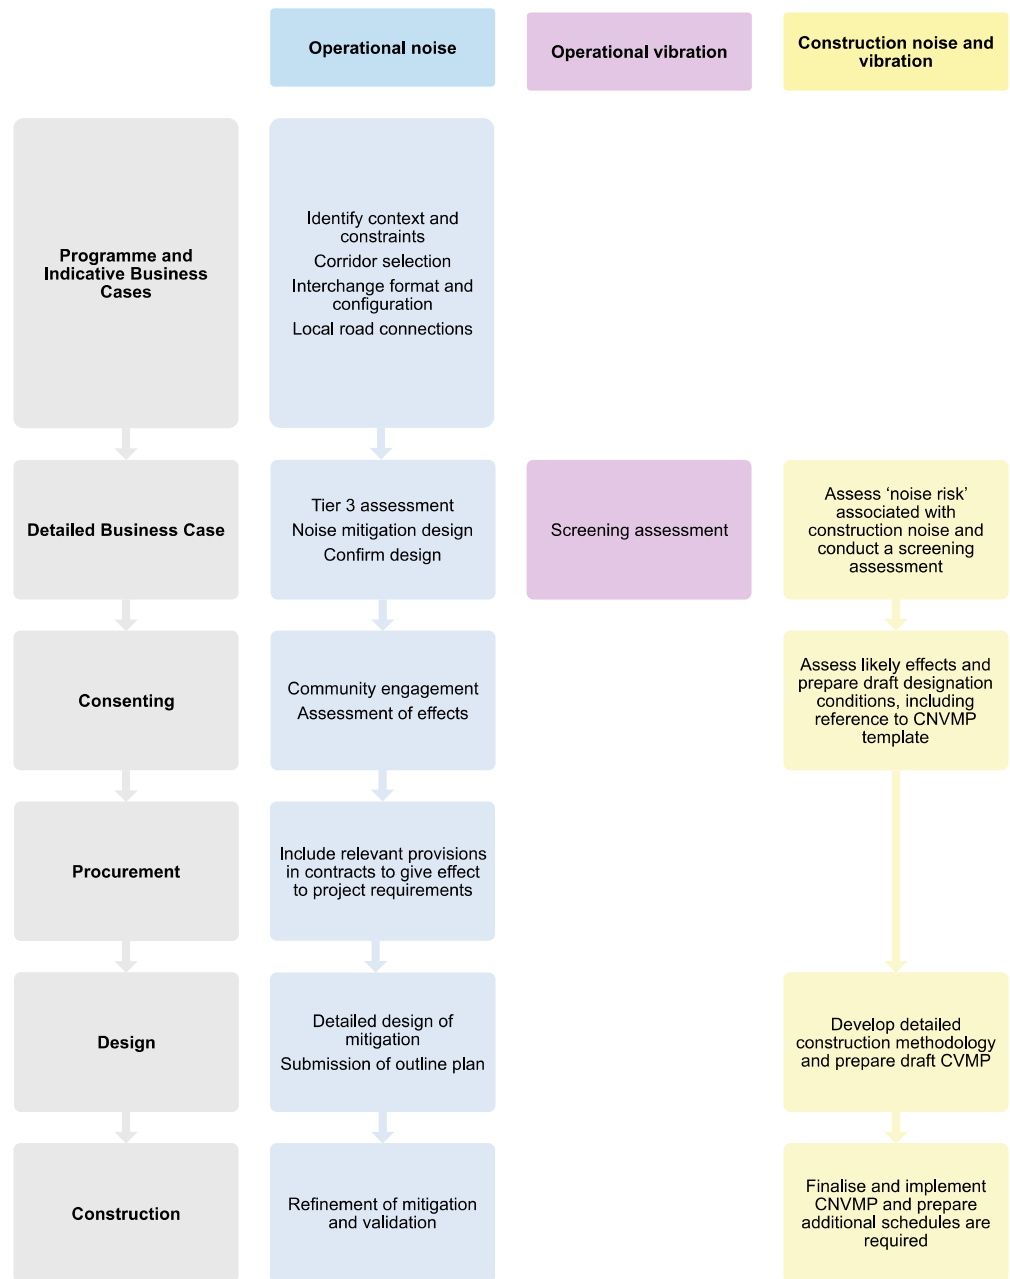 Operational noise
Operational vibration
Construction noise and
vibration
Programme and
Indicative Business
Cases
Identify context and
constraints
Corridor selection
Interchange format and
configuration
Local road connections
Detailed Business Case
Tier 3 assessment
Noise mitigation design
Confirm design
Screening assessment
Assess ‘noise risk’
associated with
construction noise and
conduct a screening
assessment
Consenting
Community engagement
Assessment of effects
Assess likely effects and
prepare draft designation
conditions, including
reference to CNVMP
template
Procurement
Include relevant provisions
in contracts to give effect
to project requirements
Design
Detailed design of
mitigation
Submission of outline plan
Develop detailed
construction methodology
and prepare draft CVMP
Construction
Refinement of mitigation
and validation
Finalise and implement
CNVMP and prepare
additional schedules are
required